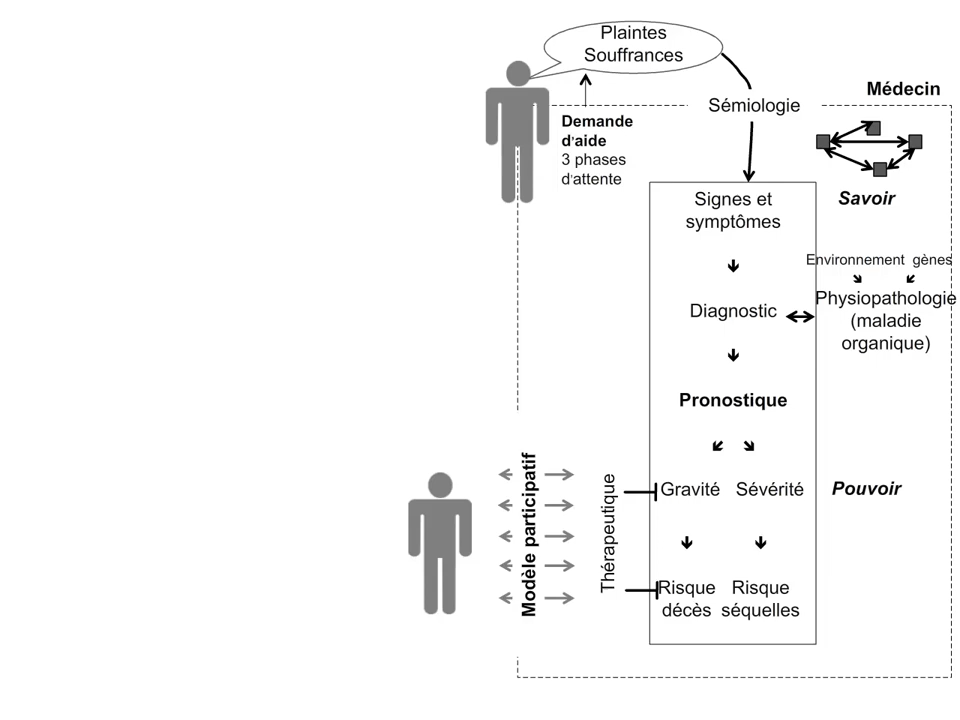 Plaintes
Souffrances
Médecin
Sémiologie
Demande
d'aide
3 phases
d'attente
Savoir
Signes et
symptômes
Environnement gènes
Physiopathologie
(maladie
organique)
Diagnostic
Pronostique
Modèle participatif
Thérapeutique
Gravité Sévérité
Pouvoir
Risque Risque
décès séquelles